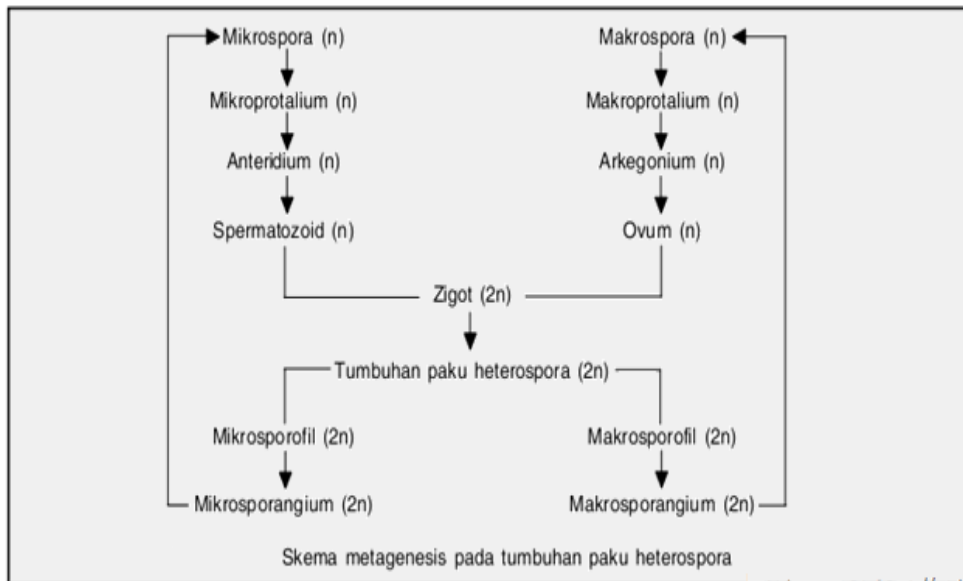 Mikrospora (n) Makrospora (n)
Mikroprotalium (n) Makroprotalium (n)
Anteridium (n) Arkegonium (n)
Spermatozoid (n) Ovum (n)
Zigot (2n)
Tumbuhan paku heterospora (2n)
Mikrosporofil (2n) Makrosporofil (2n)
Mikrosporangium (2n) Makrosporangium (2n)
Skema metagenesis pada tumbuhan paku heterospora